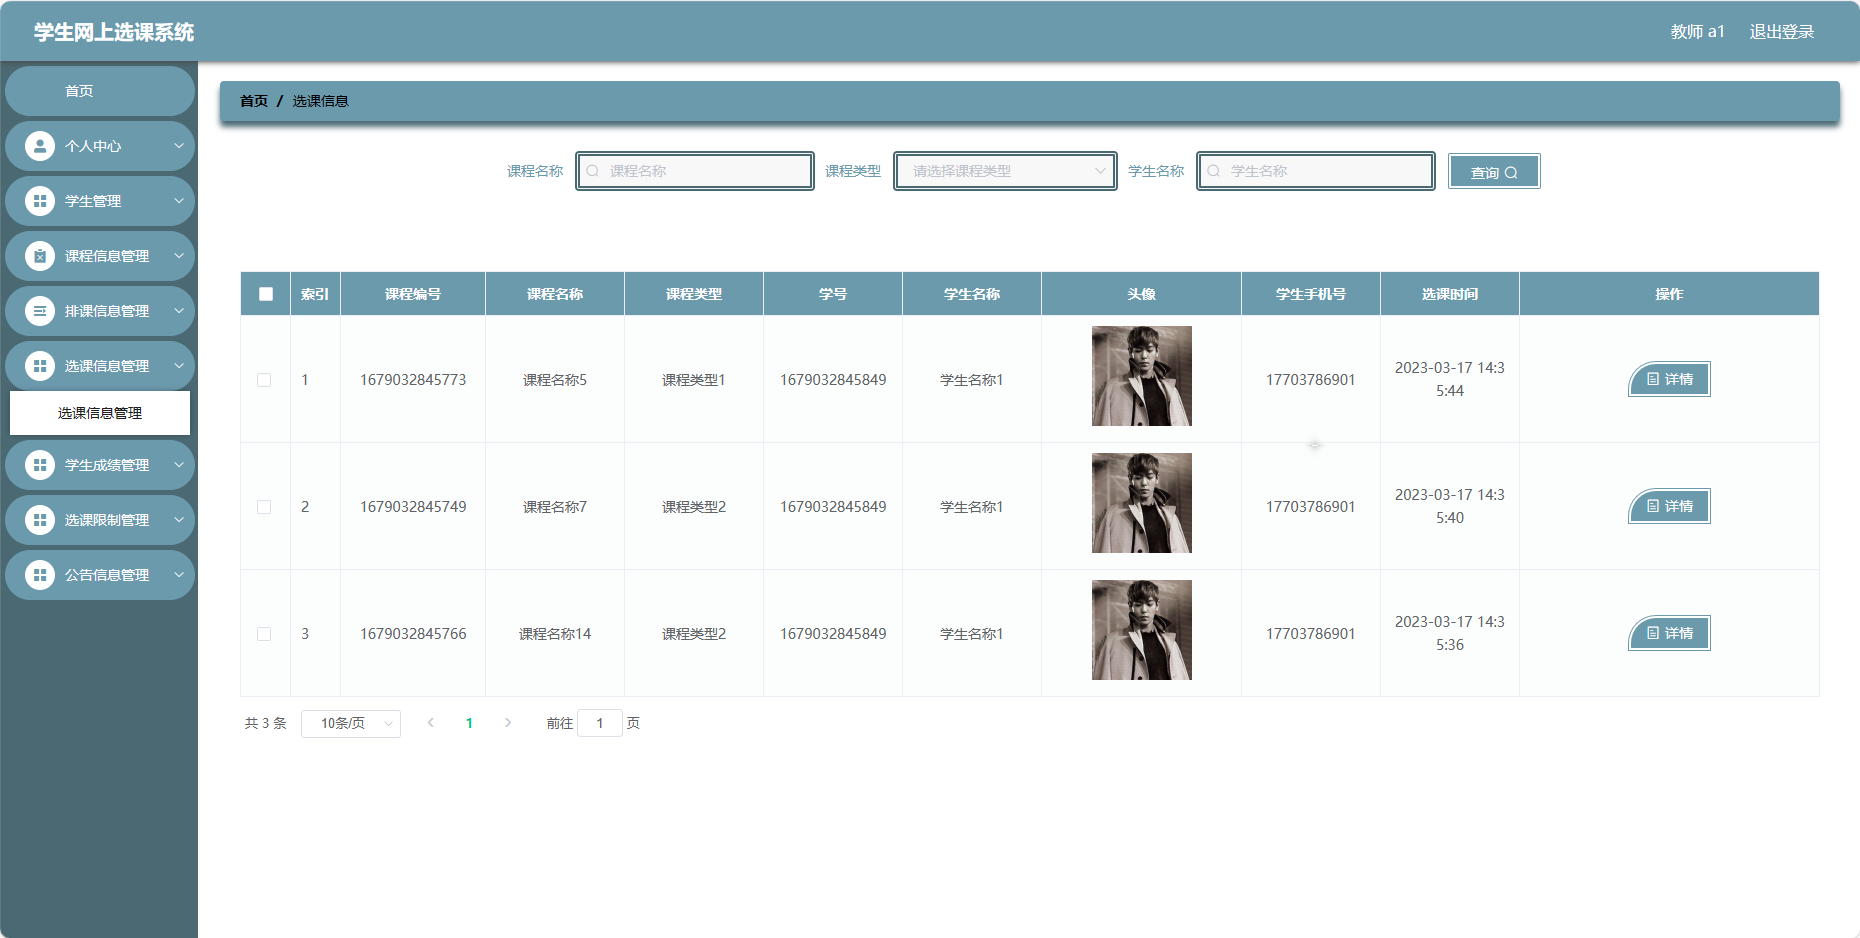 学生网上选课系统
教师 a1 退出登录
首页
个人中心
学生管理
课程信息管理
排课信息管理
选课信息管理
选课信息管理
学生成绩管理
选课限制管理
公告信息管理
首页 / 选课信息
课程名称 课程名称 课程类型 请选择课程类型 学生名称 学生名称 查询
索引 课程编号 课程名称 课程类型 学号 学生名称 头像 学生手机号 选课时间 操作
1 1679032845773 课程名称5 课程类型1 1679032845849 学生名称1 17703786901 2023-03-17 14:3
5:44 详情
2 1679032845749 课程名称7 课程类型2 1679032845849 学生名称1 17703786901 2023-03-17 14:3
5:40 详情
3 1679032845766 课程名称14 课程类型2 1679032845849 学生名称1 17703786901 2023-03-17 14:3
5:36 详情
共 3 条 10条/页 1 前往 1 页